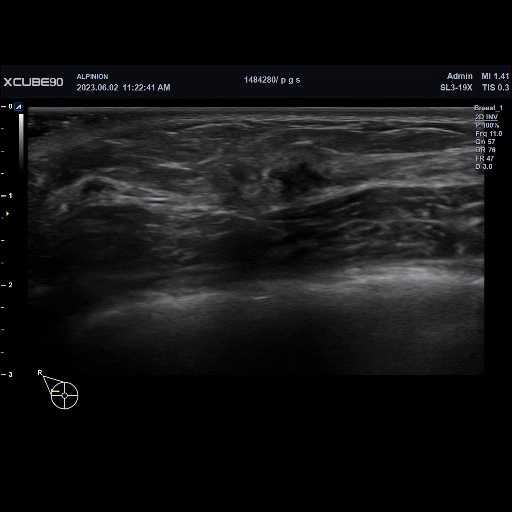 XCUBE90
ALPINION
2023.06.02 11:22:41 AM
1484280/ p g s
Admin MI 1.41
SL3-19X TIS 0.3
Breast_1
2D INV
P 100%
Frq 11.0
Gn 57
DR 76
FR 47
D 3.0
0
1
2
3
R